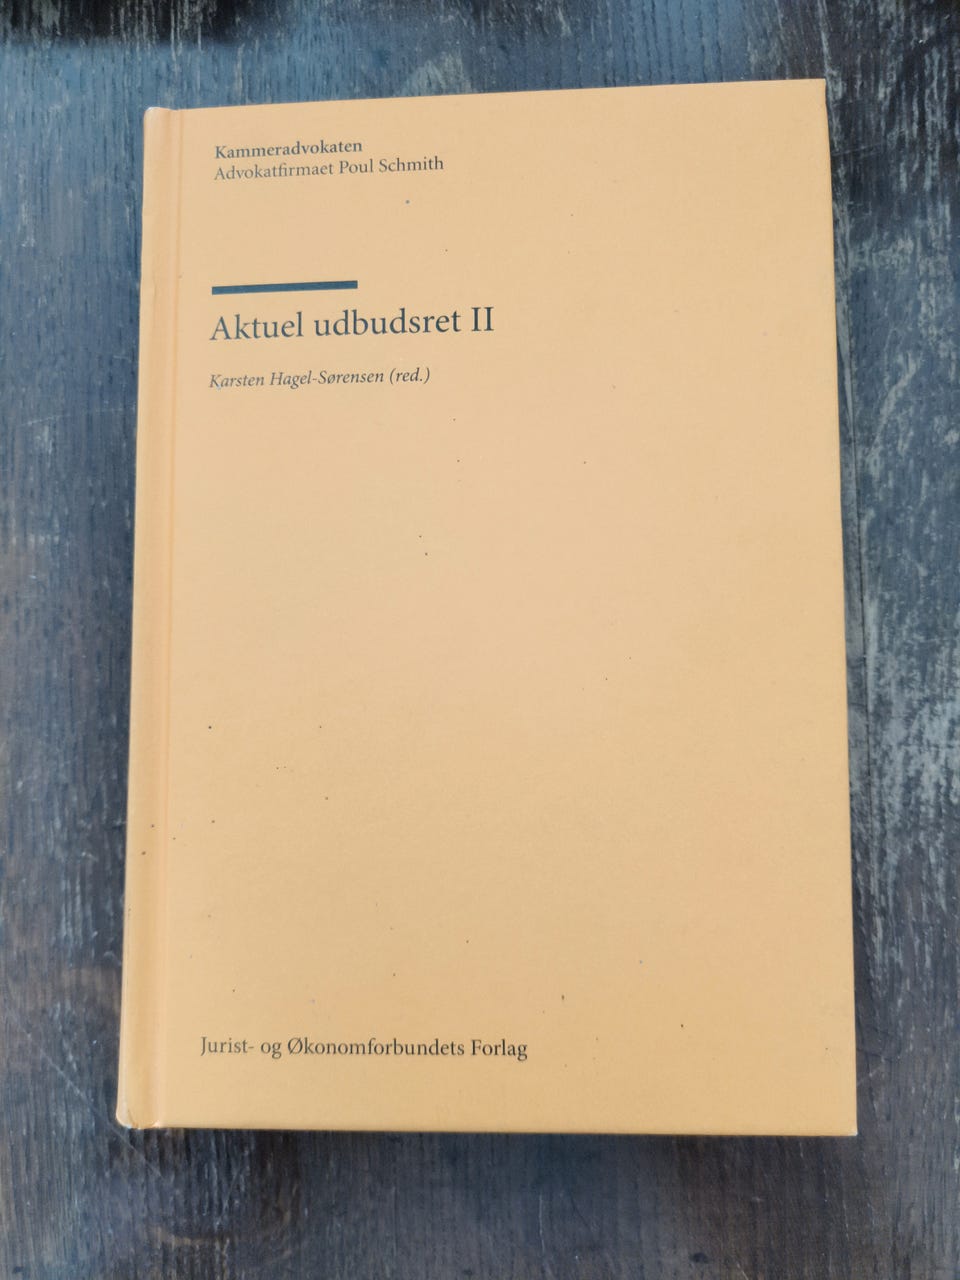 Kammeradvokaten
Advokatfirmaet Poul Schmith
Aktuel udbudsret II
Karsten Hagel-Sørensen (red.)
Jurist- og Økonomforbundets Forlag